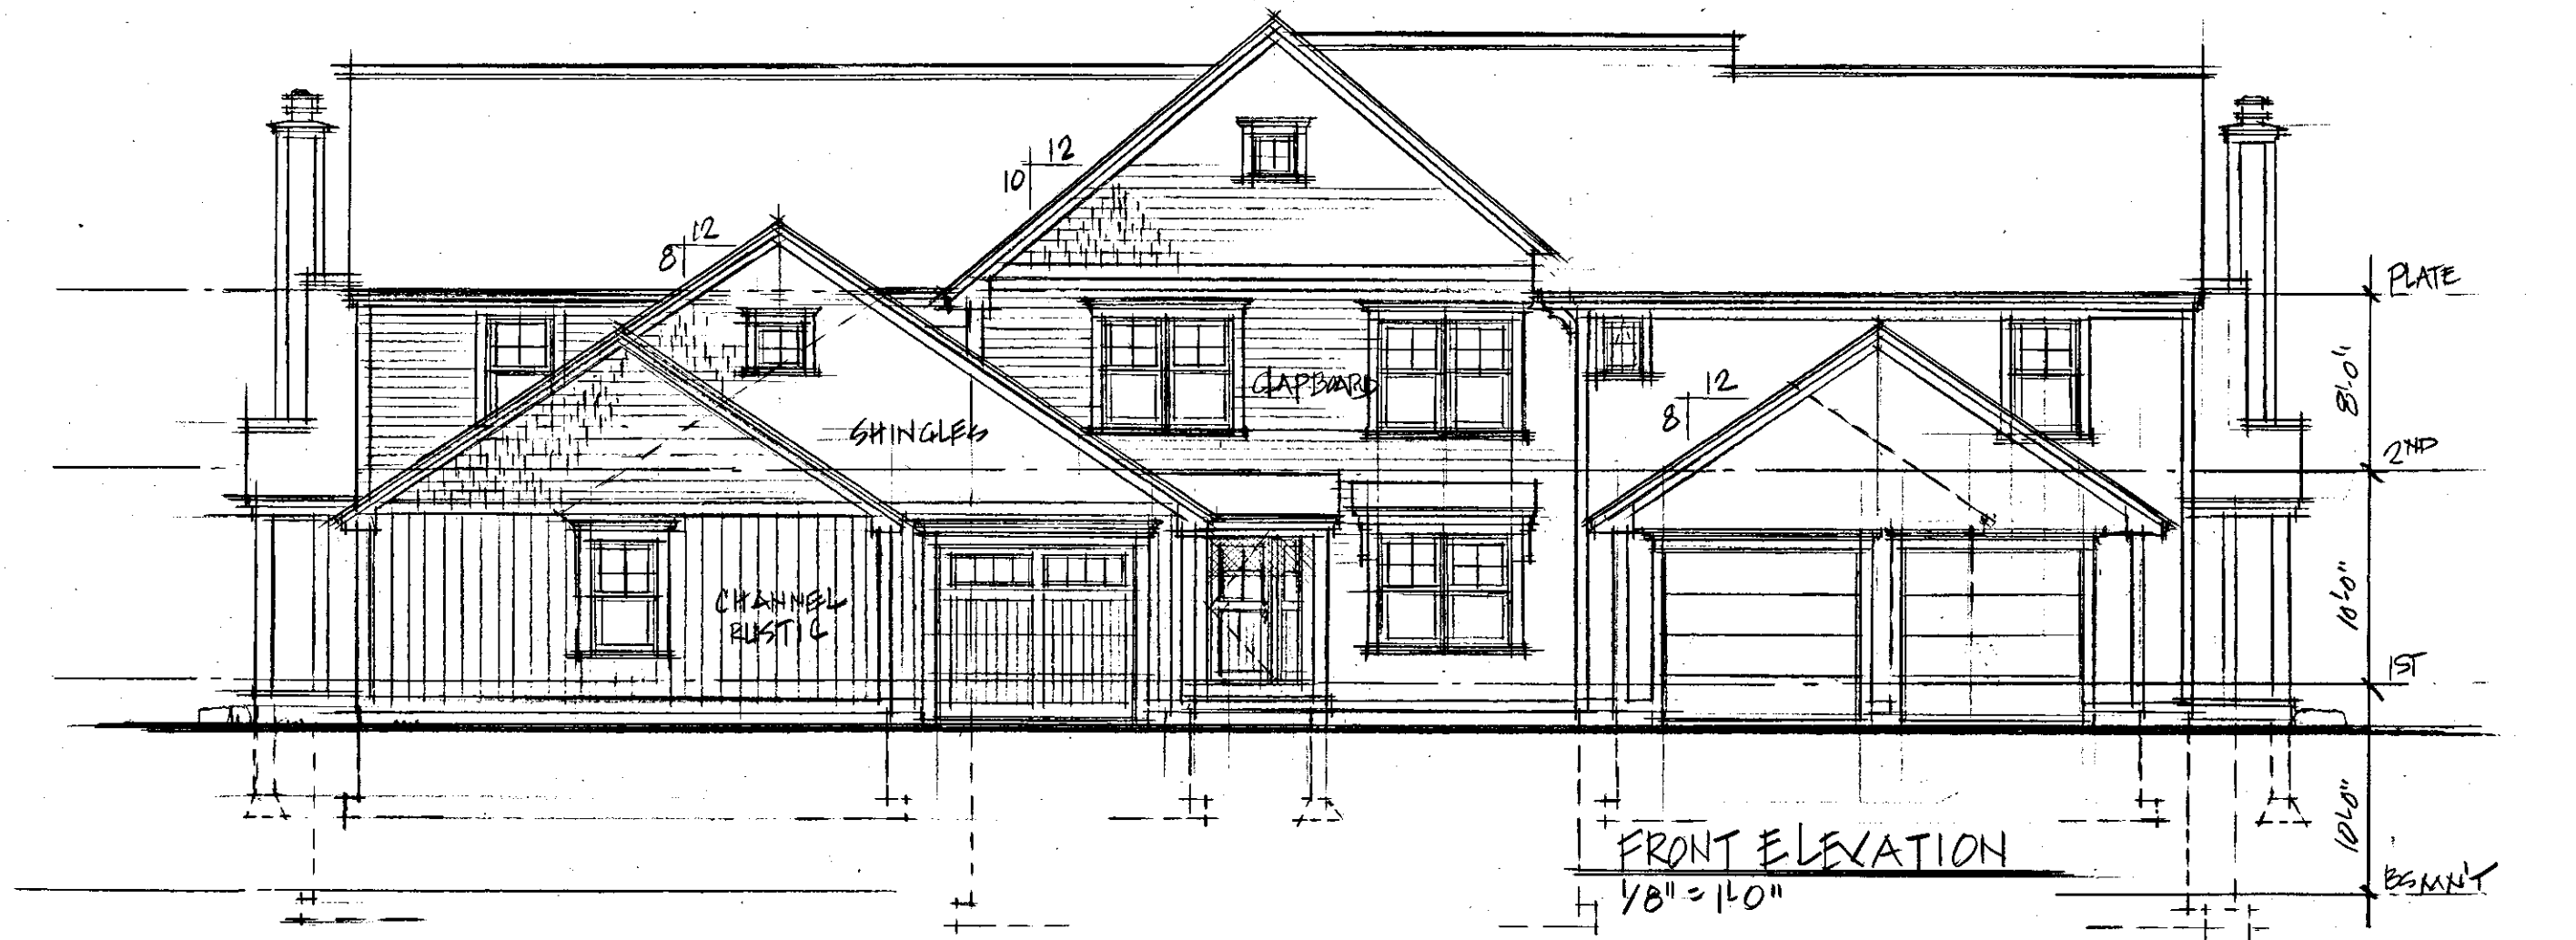 12
10
12
8
PLATE
8'-0"
CLAPBOARD
12
8
SHINGLES
2ND
CHANNEL
RUSTIC
10'-0"
1ST
10'-0"
FRONT ELEVATION
1/8" = 1'-0"
BSMN'T